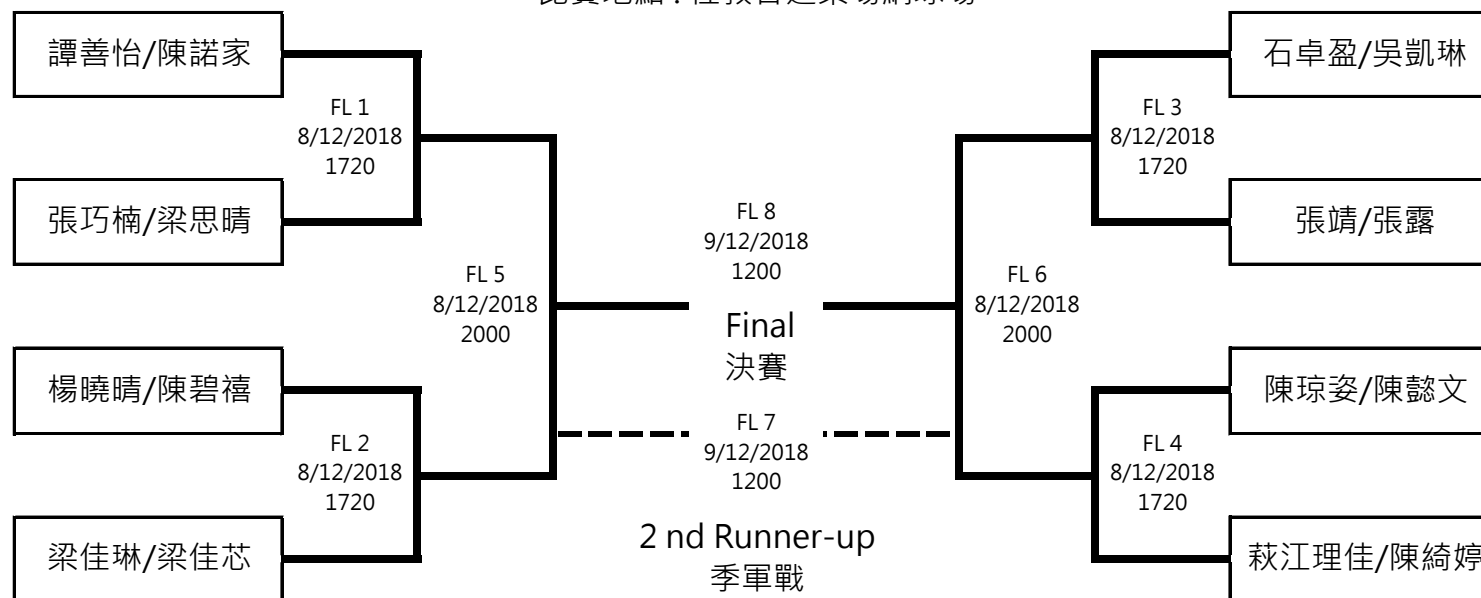 譚善怡/陳諾家
FL 1
8/12/2018
1720
張巧楠/梁思晴
FL 5
8/12/2018
2000
楊曉晴/陳碧禧
FL 2
8/12/2018
1720
梁佳琳/梁佳芯
FL 8
9/12/2018
1200
Final
決賽
FL 7
9/12/2018
1200
2 nd Runner-up
季軍戰
石卓盈/吳凱琳
FL 3
8/12/2018
1720
張靖/張露
FL 6
8/12/2018
2000
陳琼姿/陳懿文
FL 4
8/12/2018
1720
萩江理佳/陳綺婷